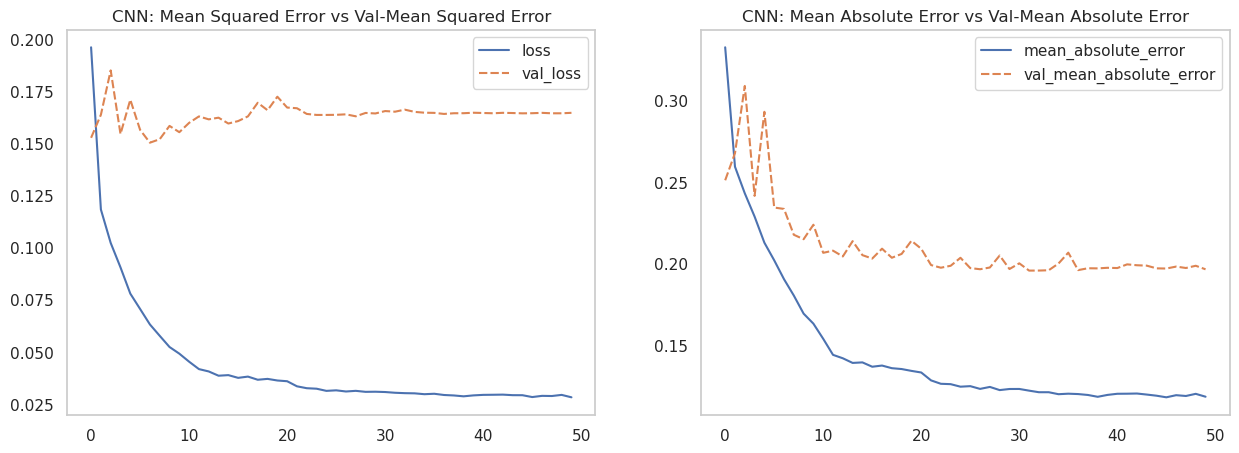 CNN: Mean Squared Error vs Val-Mean Squared Error
loss
val_loss
0.200
0.175
0.150
0.125
0.100
0.075
0.050
0.025
0 10 20 30 40 50
CNN: Mean Absolute Error vs Val-Mean Absolute Error
mean_absolute_error
val_mean_absolute_error
0.30
0.25
0.20
0.15
0 10 20 30 40 50